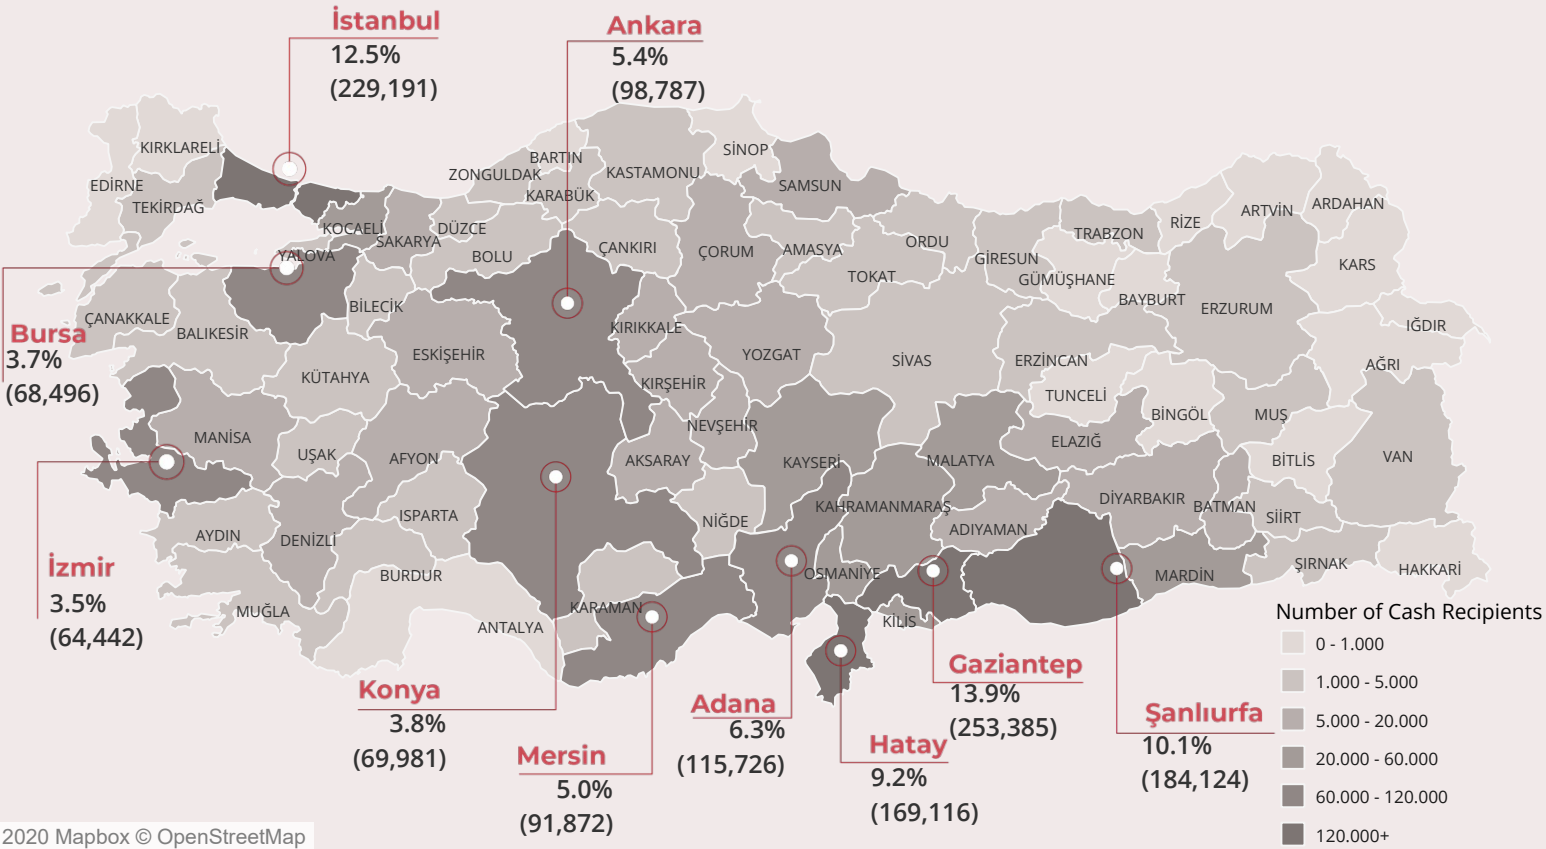 İstanbul
12.5%
(229,191)
Ankara
5.4%
(98,787)
KIRKLARELİ
EDİRNE
TEKİRDAĞ
KOCAELİ
SAKARYA
YALOVA
DÜZCE
BOLU
ZONGULDAK
BARTIN
KARABÜK
KASTAMONU
SİNOP
SAMSUN
ÇANKIRI
ÇORUM
AMASYA
ORDU
TOKAT
GİRESUN
GÜMÜŞHANE
TRABZON
RİZE
ARTVİN
ARDAHAN
KARS
BAYBURT
ERZURUM
IĞDIR
AĞRI
ÇANAKKALE
BALIKESİR
BİLECİK
KÜTAHYA
ESKİŞEHİR
KIRIKKALE
KIRŞEHİR
YOZGAT
SİVAS
ERZİNCAN
TUNCELİ
BİNGÖL
MUŞ
BİTLİS
VAN
Bursa
3.7%
(68,496)
MANİSA
UŞAK
AFYON
NEVŞEHİR
AKSARAY
KAYSERİ
MALATYA
ELAZIĞ
DİYARBAKIR
BATMAN
SİİRT
AYDIN
DENİZLİ
ISPARTA
BURDUR
NİĞDE
KAHRAMANMARAŞ
ADIYAMAN
OSMANİYE
MARDİN
ŞIRNAK
HAKKARİ
MUĞLA
ANTALYA
KARAMAN
KİLİS
İzmir
3.5%
(64,442)
Konya
3.8%
(69,981)
Mersin
5.0%
(91,872)
Adana
6.3%
(115,726)
Hatay
9.2%
(169,116)
Gaziantep
13.9%
(253,385)
Şanlıurfa
10.1%
(184,124)
Number of Cash Recipients
0 - 1.000
1.000 - 5.000
5.000 - 20.000
20.000 - 60.000
60.000 - 120.000
120.000+
2020 Mapbox © OpenStreetMap